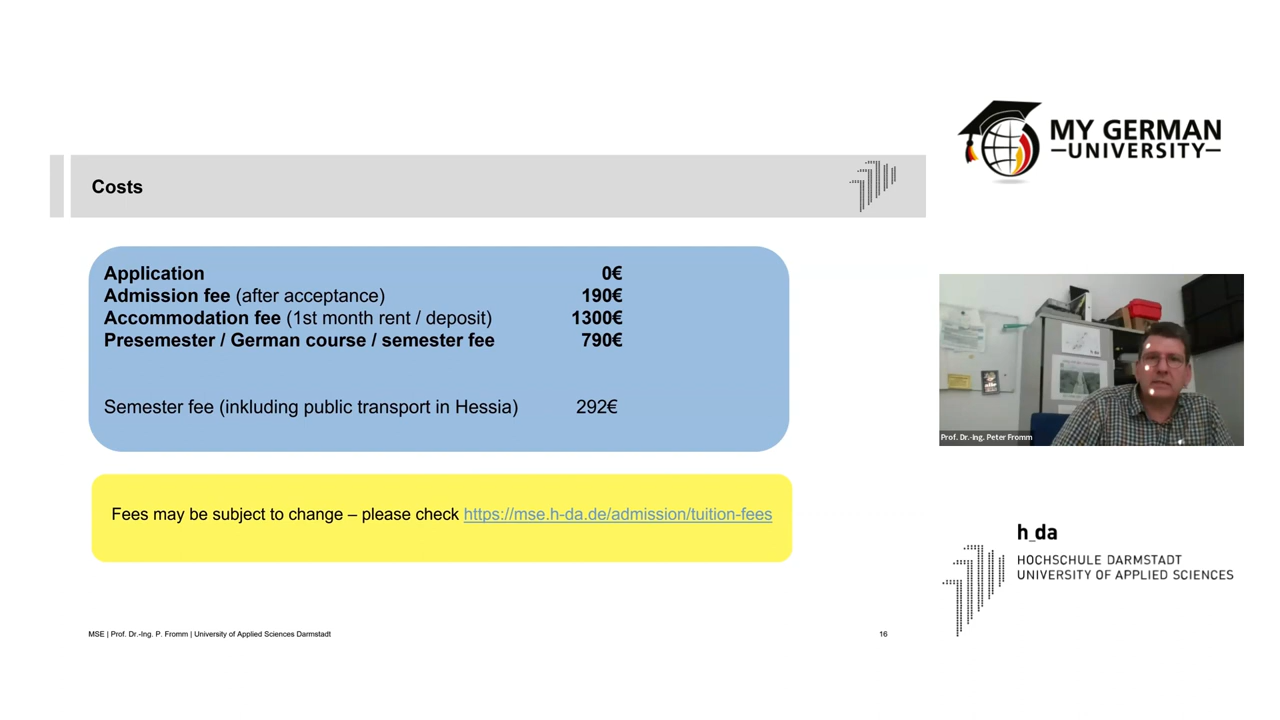 Costs
Application 0€
Admission fee (after acceptance) 190€
Accommodation fee (1st month rent / deposit) 1300€
Presemester / German course / semester fee 790€
Semester fee (inkluding public transport in Hessia) 292€
Fees may be subject to change – please check https://mse.h-da.de/admission/tuition-fees
MSE | Prof. Dr.-Ing. P. Fromm | University of Applied Sciences Darmstadt 16
MY GERMAN
UNIVERSITY
Prof. Dr.-Ing. Peter Fromm
h_da
HOCHSCHULE DARMSTADT
UNIVERSITY OF APPLIED SCIENCES